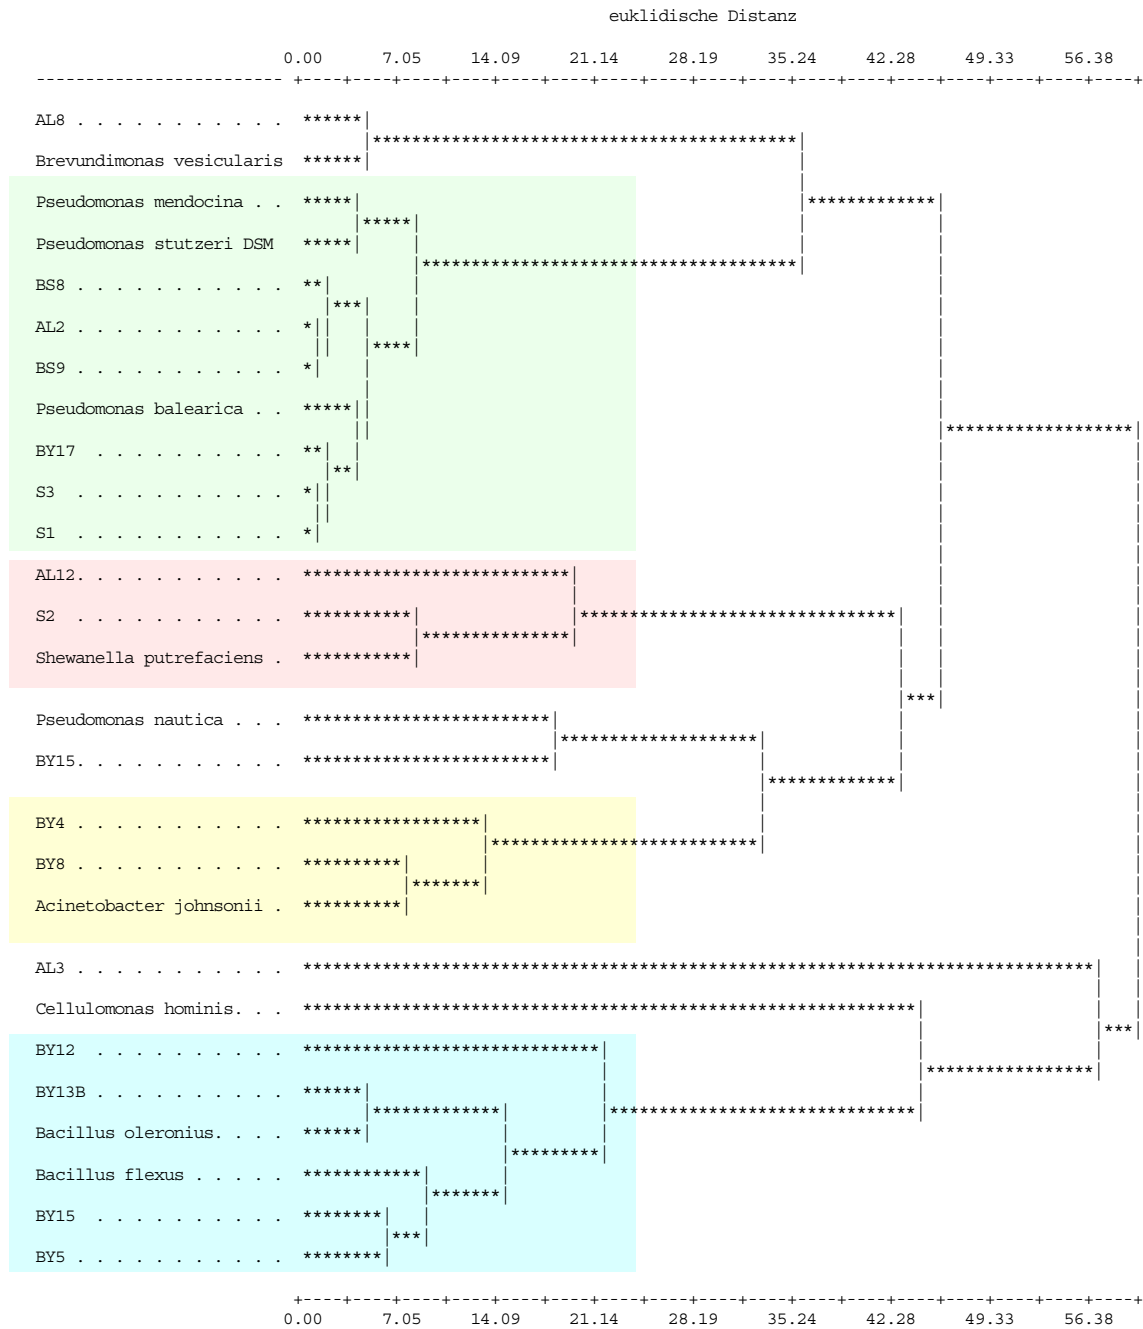 euklidische Distanz
0.00 7.05 14.09 21.14 28.19 35.24 42.28 49.33 56.38
AL8 . . . . . . . . . . .
Brevundimonas vesicularis
Pseudomonas mendocina . .
Pseudomonas stutzeri DSM
BS8 . . . . . . . . . . .
AL2 . . . . . . . . . . .
BS9 . . . . . . . . . . .
Pseudomonas balearica . .
BY17 . . . . . . . . . .
S3 . . . . . . . . . . .
S1 . . . . . . . . . . .
AL12. . . . . . . . . . .
S2 . . . . . . . . . . .
Shewanella putrefaciens .
Pseudomonas nautica . . .
BY15. . . . . . . . . . .
BY4 . . . . . . . . . . .
BY8 . . . . . . . . . . .
Acinetobacter johnsonii .
AL3 . . . . . . . . . . .
Cellulomonas hominis. . .
BY12 . . . . . . . . . .
BY13B . . . . . . . . . .
Bacillus oleronius. . . .
Bacillus flexus . . . . .
BY15 . . . . . . . . . .
BY5 . . . . . . . . . . .
0.00 7.05 14.09 21.14 28.19 35.24 42.28 49.33 56.38